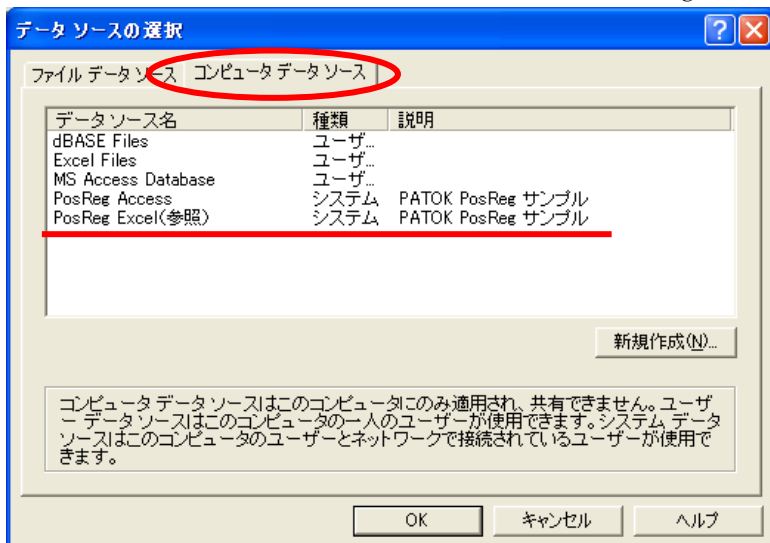 データ ソースの選択
ファイル データ ソース コンピュータ データ ソース
データ ソース名 種類 説明
dBASE Files ユーザ...
Excel Files ユーザ...
MS Access Database ユーザ...
PosReg Access システム PATOK PosReg サンプル
PosReg Excel(参照) システム PATOK PosReg サンプル
新規作成(N)...
コンピュータ データ ソースはこのコンピュータにのみ適用され、共有できません。ユーザ
ー データ ソースはこのコンピュータの一人のユーザーが使用できます。システム データ
ソースはこのコンピュータのユーザーとネットワークで接続されているユーザーが使用で
きます。
OK キャンセル ヘルプ